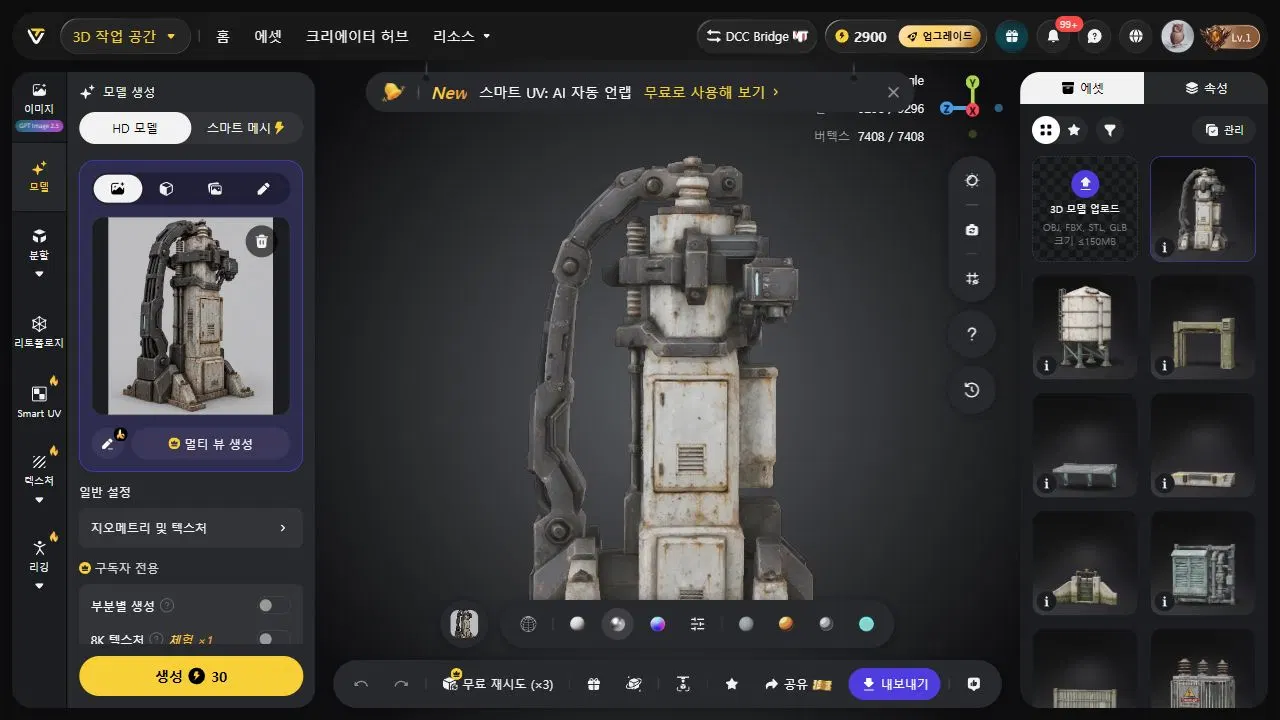 3D 작업 공간
홈
에셋
크리에이터 허브
리소스
DCC Bridge
2900
업그레이드
99+
Lv.1
이미지
GPT Image 2.5
모델
분할
리토폴로지
Smart UV
텍스처
리깅
모델 생성
HD 모델
스마트 메시
멀티 뷰 생성
일반 설정
지오메트리 및 텍스처
구독자 전용
부분별 생성
8K 텍스처 체험 ×1
생성 30
New 스마트 UV: AI 자동 언랩 무료로 사용해 보기 ›
버텍스 7408 / 7408
Y
Z
X
무료 재시도 (×3)
공유
내보내기
에셋
속성
관리
3D 모델 업로드
OBJ, FBX, STL, GLB
크기 ≤150MB